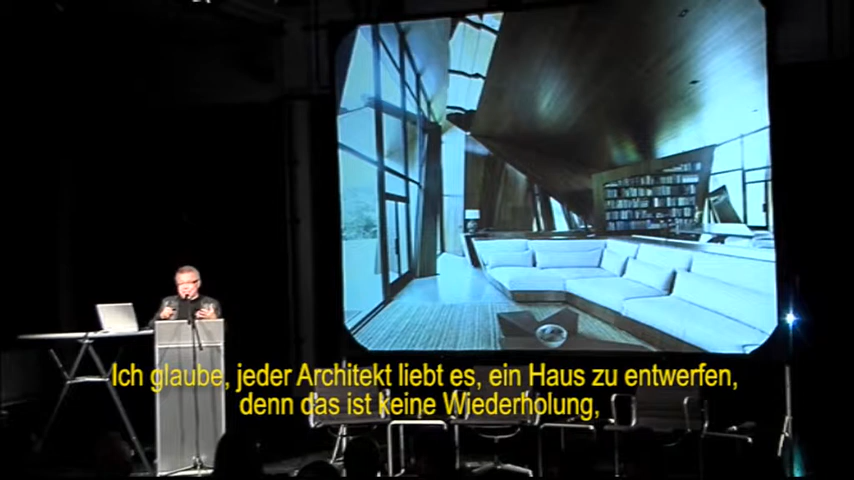 Ich glaube, jeder Architekt liebt es, ein Haus zu entwerfen,
denn das ist keine Wiederholung,